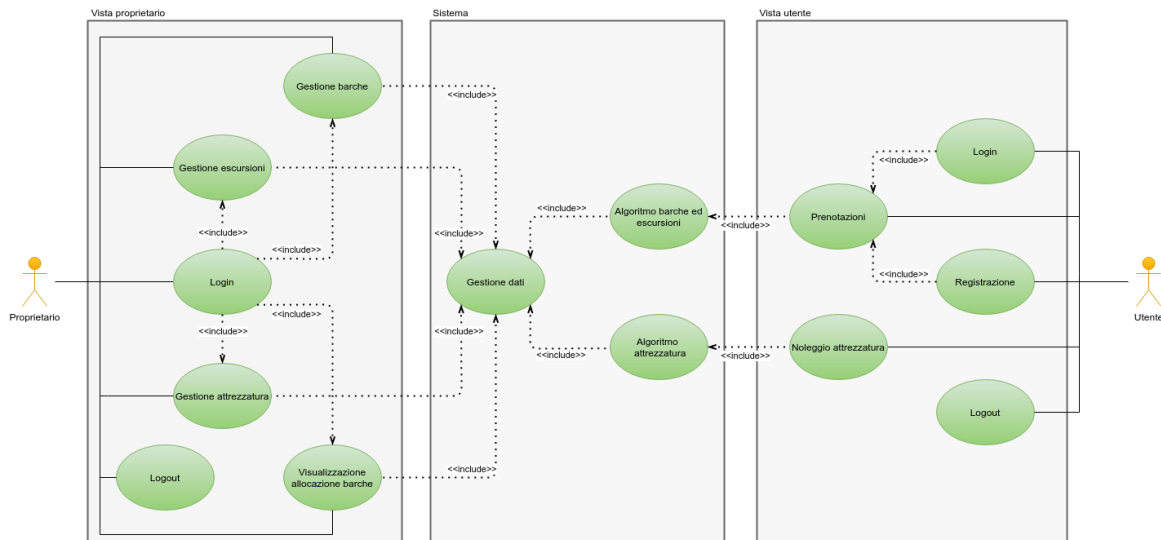 Vista proprietario
Sistema
Vista utente
Gestione barche
<<include>>
Gestione escursioni
<<include>>
<<include>>
<<include>>
Login
<<include>>
<<include>>
Gestione attrezzatura
Logout
Visualizzazione
allocazione barche
Proprietario
<<include>>
<<include>>
<<include>>
Gestione dati
<<include>>
<<include>>
Algoritmo barche ed
escursioni
Algoritmo
attrezzatura
<<include>>
<<include>>
<<include>>
Login
Prenotazioni
<<include>>
Registrazione
Noleggio attrezzatura
Logout
Utente